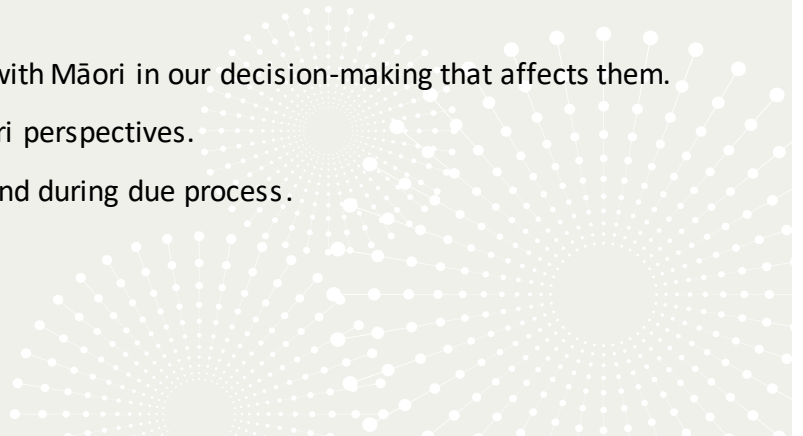 with Māori in our decision-making that affects them.
ri perspectives.
nd during due process.